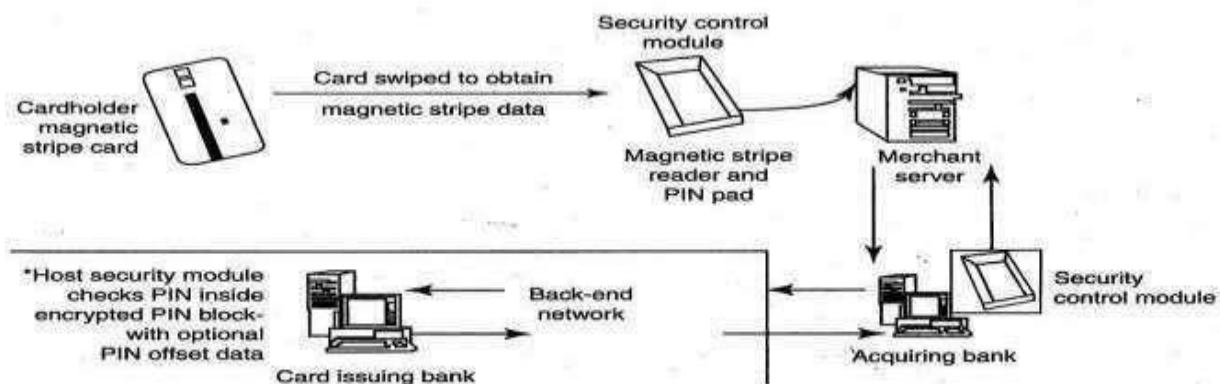 Security control
module
Card swiped to obtain
magnetic stripe data
Cardholder
magnetic
stripe card
Magnetic stripe
reader and
PIN pad
Merchant
server
*Host security module
checks PIN inside
encrypted PIN block-
with optional
PIN offset data
Back-end
network
Security
control module
Card issuing bank
Acquiring bank